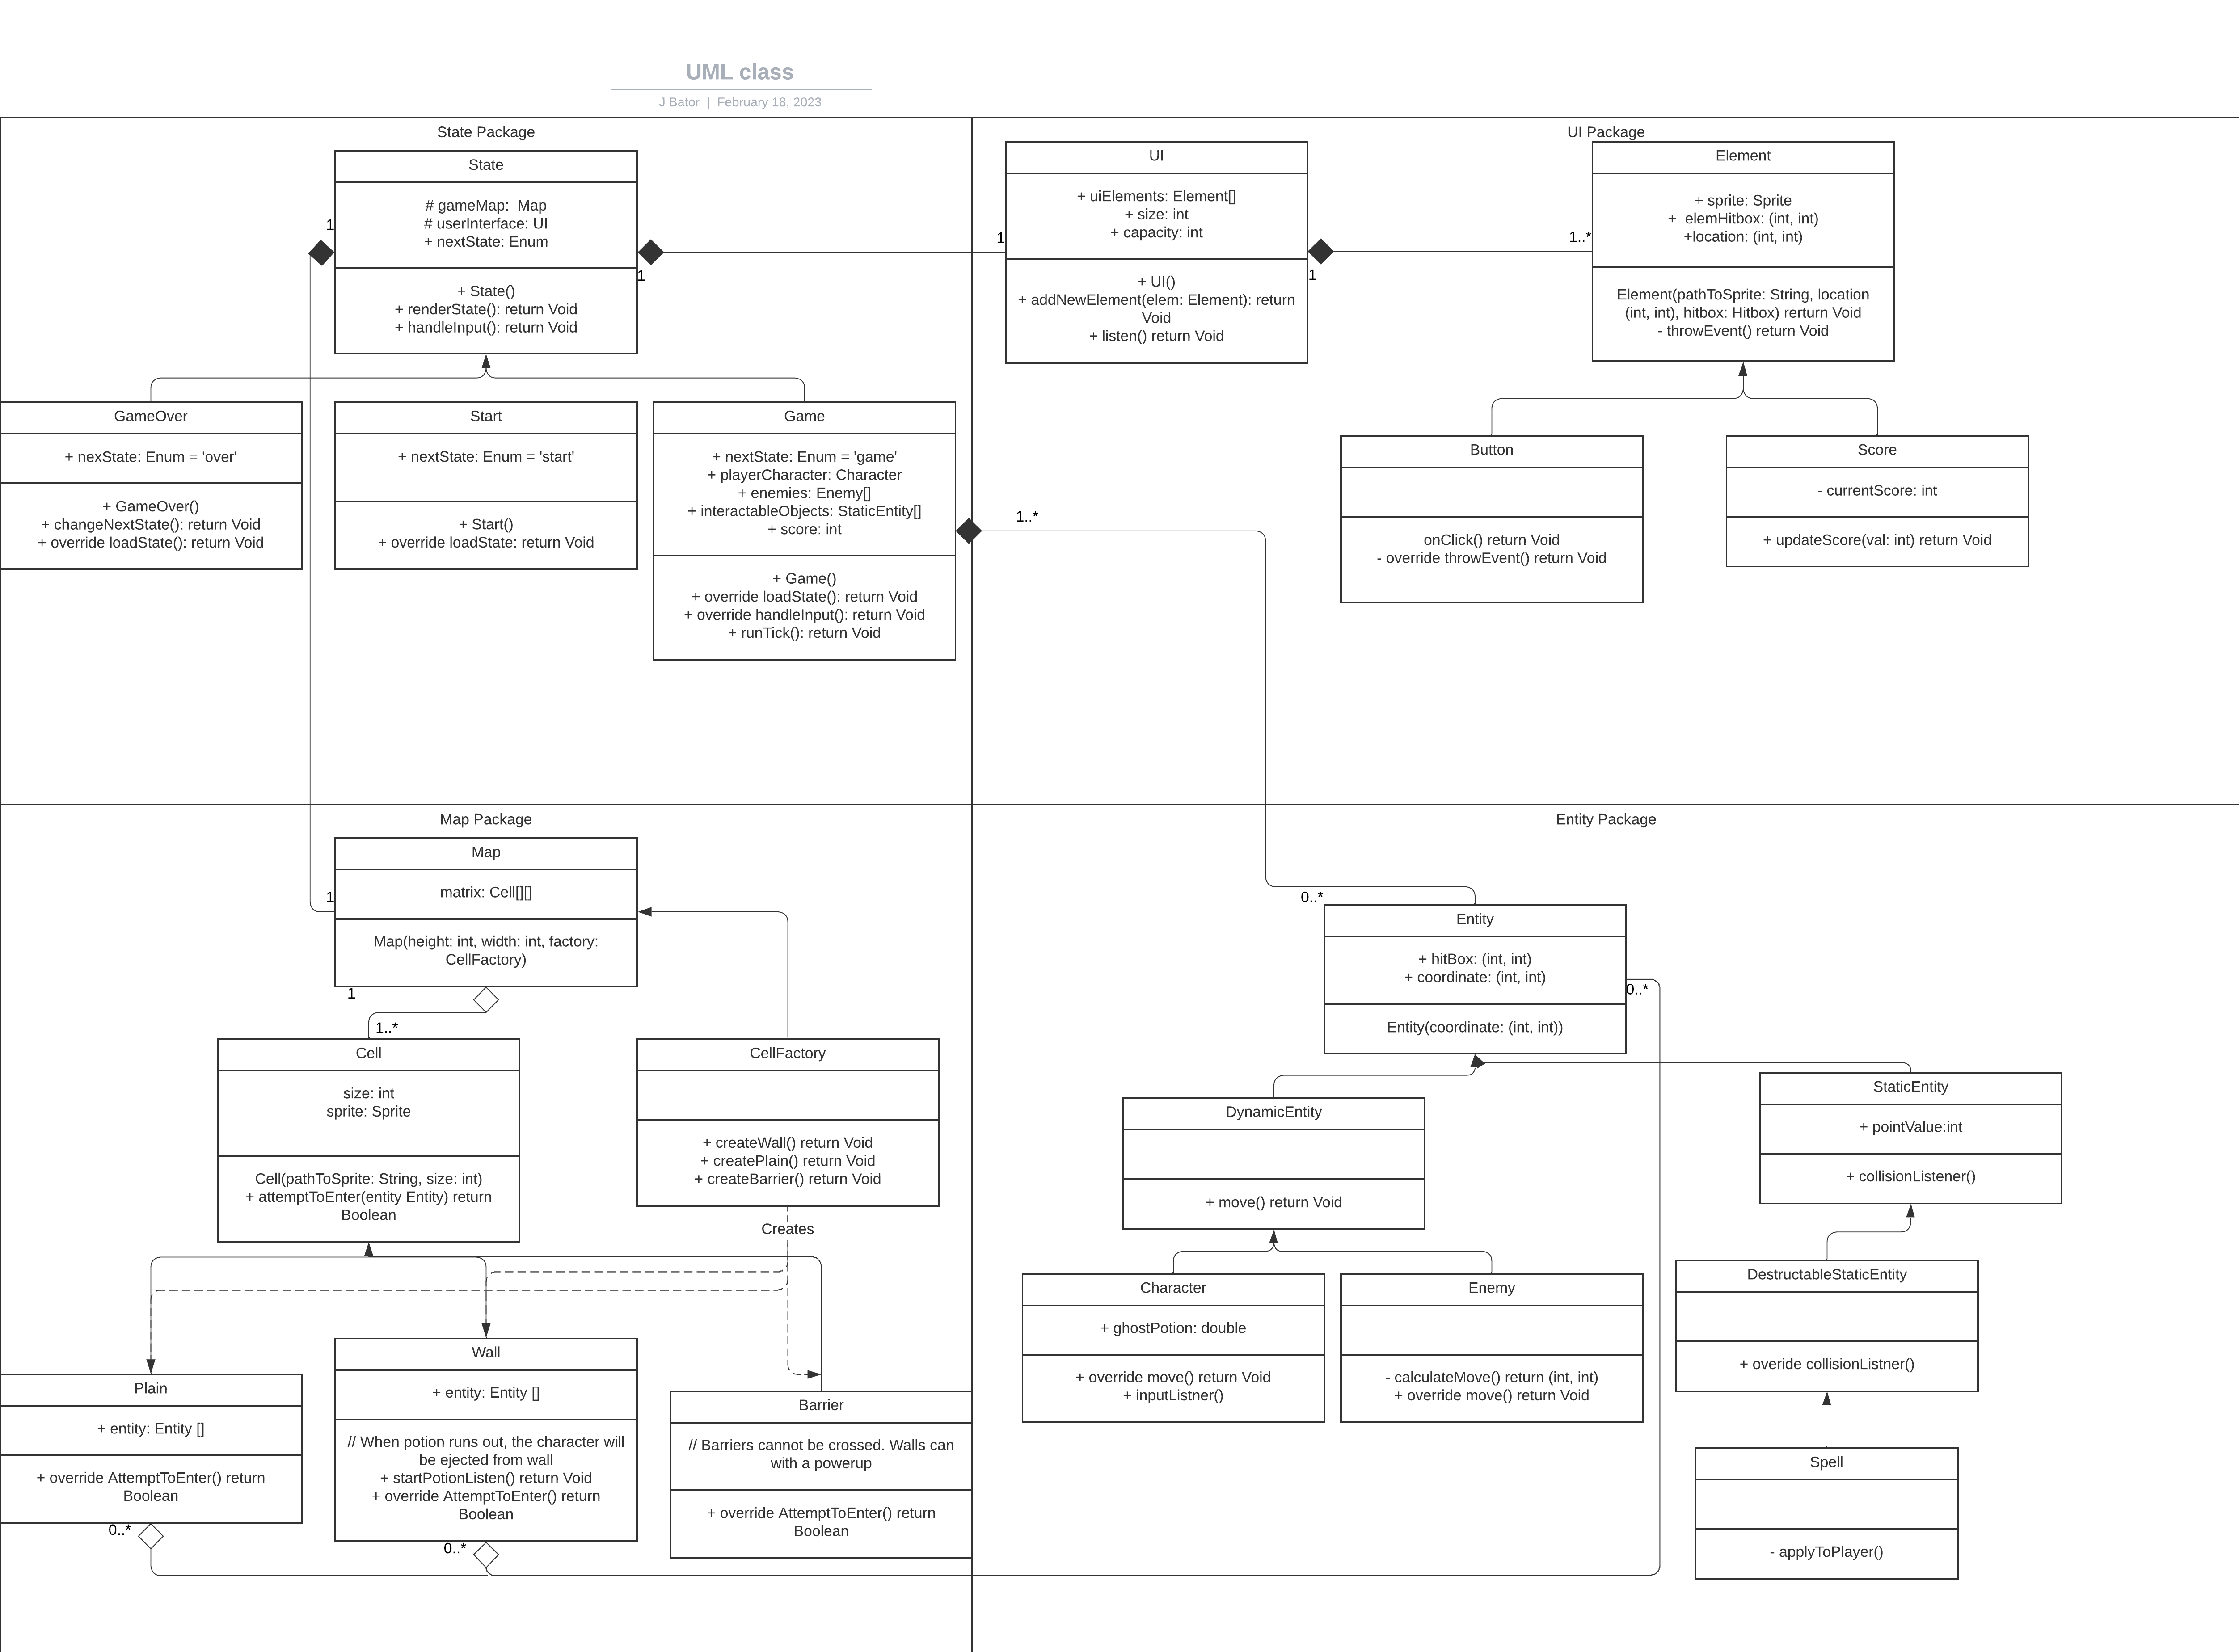 UML class
J Bator | February 18, 2023
State Package
State
# gameMap:  Map
# userInterface: UI
+ nextState: Enum
+ State()
+ renderState(): return Void
+ handleInput(): return Void
1
1
GameOver
+ nexState: Enum = 'over'
+ GameOver()
+ changeNextState(): return Void
+ override loadState(): return Void
Start
+ nextState: Enum = 'start'
+ Start()
+ override loadState: return Void
Game
+ nextState: Enum = 'game'
+ playerCharacter: Character
+ enemies: Enemy[]
+ interactableObjects: StaticEntity[]
+ score: int
+ Game()
+ override loadState(): return Void
+ override handleInput(): return Void
+ runTick(): return Void
1..*
UI Package
1
UI
+ uiElements: Element[]
+ size: int
+ capacity: int
+ UI()
+ addNewElement(elem: Element): return
Void
+ listen() return Void
1
1..*
Element
+ sprite: Sprite
+  elemHitbox: (int, int)
+location: (int, int)
Element(pathToSprite: String, location
(int, int), hitbox: Hitbox) rerturn Void
- throwEvent() return Void
Button
onClick() return Void
- override throwEvent() return Void
Score
- currentScore: int
+ updateScore(val: int) return Void
Map Package
1
Map
matrix: Cell[][]
Map(height: int, width: int, factory:
CellFactory)
1
1..*
Cell
size: int
sprite: Sprite
Cell(pathToSprite: String, size: int)
+ attemptToEnter(entity Entity) return
Boolean
CellFactory
+ createWall() return Void
+ createPlain() return Void
+ createBarrier() return Void
Creates
Plain
+ entity: Entity []
+ override AttemptToEnter() return
Boolean
0..*
Wall
+ entity: Entity []
// When potion runs out, the character will
be ejected from wall
+ startPotionListen() return Void
+ override AttemptToEnter() return
Boolean
0..*
Barrier
// Barriers cannot be crossed. Walls can
with a powerup
+ override AttemptToEnter() return
Boolean
Entity Package
0..*
Entity
+ hitBox: (int, int)
+ coordinate: (int, int)
Entity(coordinate: (int, int))
0..*
DynamicEntity
+ move() return Void
StaticEntity
+ pointValue:int
+ collisionListener()
Character
+ ghostPotion: double
+ override move() return Void
+ inputListner()
Enemy
- calculateMove() return (int, int)
+ override move() return Void
DestructableStaticEntity
+ overide collisionListner()
Spell
- applyToPlayer()